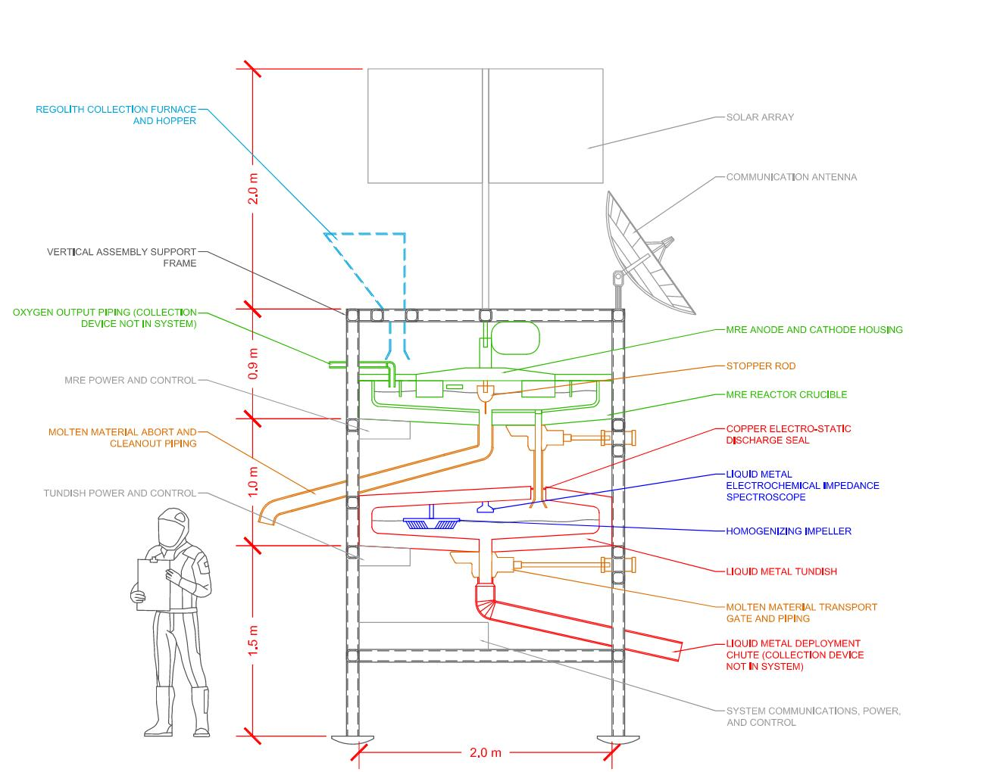 REGOLITH COLLECTION FURNACE
AND HOPPER
VERTICAL ASSEMBLY SUPPORT
FRAME
OXYGEN OUTPUT PIPING (COLLECTION
DEVICE NOT IN SYSTEM)
MRE POWER AND CONTROL
MOLTEN MATERIAL ABORT AND
CLEANOUT PIPING
TUNDISH POWER AND CONTROL
2.0 m
0.9 m
1.0 m
1.5 m
2.0 m
SOLAR ARRAY
COMMUNICATION ANTENNA
MRE ANODE AND CATHODE HOUSING
STOPPER ROD
MRE REACTOR CRUCIBLE
COPPER ELECTRO-STATIC
DISCHARGE SEAL
LIQUID METAL
ELECTROCHEMICAL IMPEDANCE
SPECTROSCOPE
HOMOGENIZING IMPELLER
LIQUID METAL TUNDISH
MOLTEN MATERIAL TRANSPORT
GATE AND PIPING
LIQUID METAL DEPLOYMENT
CHUTE (COLLECTION DEVICE
NOT IN SYSTEM)
SYSTEM COMMUNICATIONS, POWER,
AND CONTROL